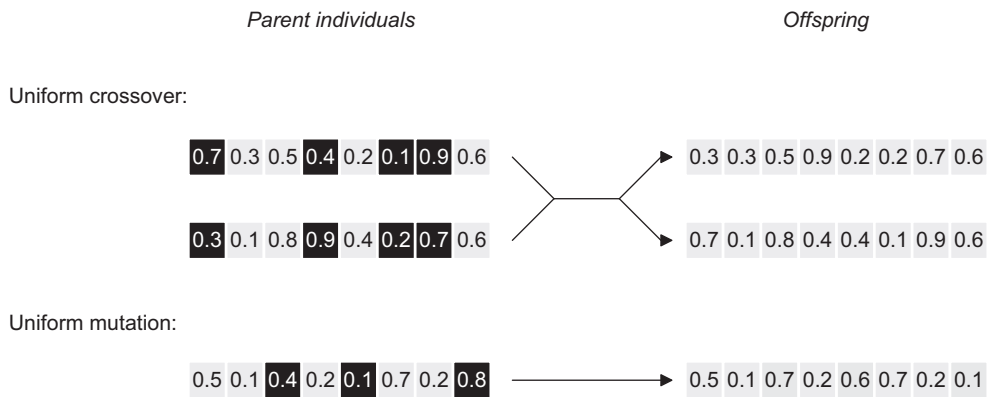 Parent individuals Offspring
Uniform crossover:
0.7 0.3 0.5 0.4 0.2 0.1 0.9 0.6 0.3 0.3 0.5 0.9 0.2 0.2 0.7 0.6
0.3 0.1 0.8 0.9 0.4 0.2 0.7 0.6 0.7 0.1 0.8 0.4 0.4 0.1 0.9 0.6
Uniform mutation:
0.5 0.1 0.4 0.2 0.1 0.7 0.2 0.8 0.5 0.1 0.7 0.2 0.6 0.7 0.2 0.1